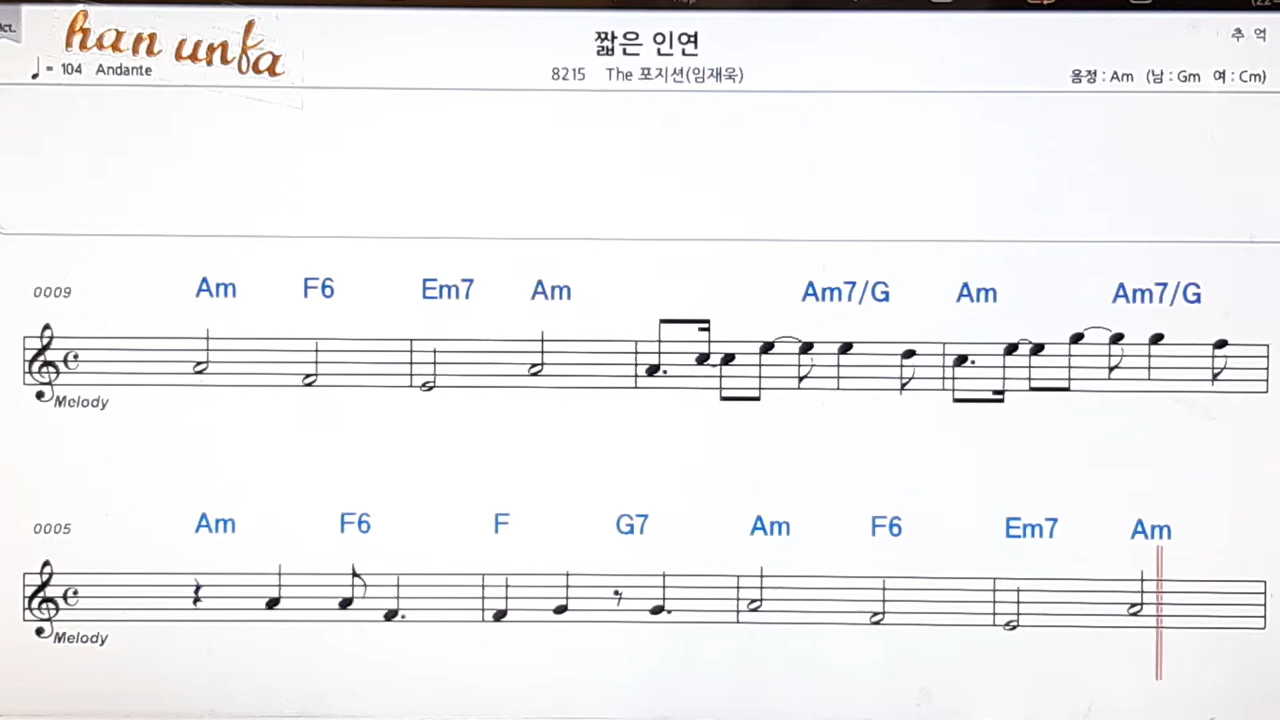 han unfa
짧은 인연
추 억
♩= 104 Andante
8215 The 포지션(임재욱)
음정 : Am (남 : Gm 여 : Cm)
0009 Am F6 Em7 Am Am7/G Am Am7/G
Melody
0005 Am F6 F G7 Am F6 Em7 Am
Melody